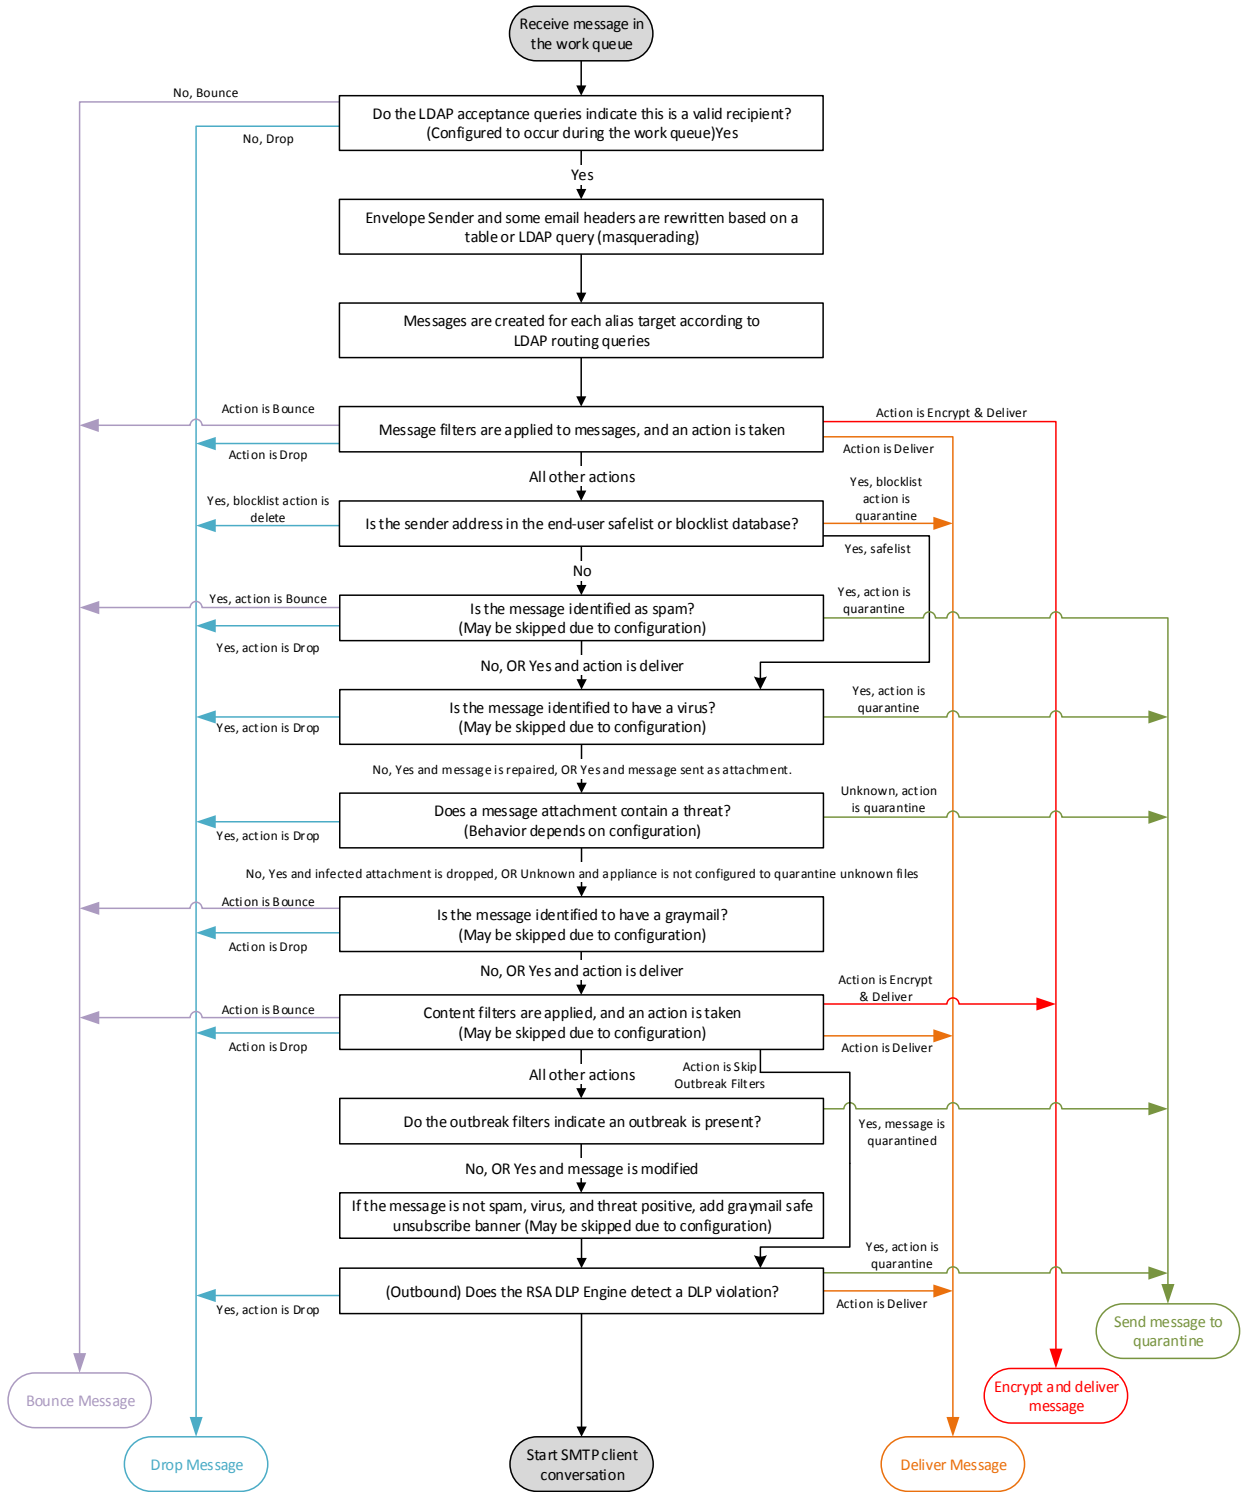 Receive message in
the work queue
No, Bounce
Do the LDAP acceptance queries indicate this is a valid recipient?
(Configured to occur during the work queue)Yes
No, Drop
Yes
Envelope Sender and some email headers are rewritten based on a
table or LDAP query (masquerading)
Messages are created for each alias target according to
LDAP routing queries
Action is Bounce
Action is Encrypt & Deliver
Message filters are applied to messages, and an action is taken
Action is Drop
Action is Deliver
All other actions
Yes, blocklist action is
delete
Yes, blocklist
action is
quarantine
Is the sender address in the end-user safelist or blocklist database?
Yes, safelist
No
Yes, action is Bounce
Yes, action is
quarantine
Is the message identified as spam?
(May be skipped due to configuration)
Yes, action is Drop
No, OR Yes and action is deliver
Yes, action is
quarantine
Is the message identified to have a virus?
(May be skipped due to configuration)
Yes, action is Drop
No, Yes and message is repaired, OR Yes and message sent as attachment.
Unknown, action
is quarantine
Does a message attachment contain a threat?
(Behavior depends on configuration)
Yes, action is Drop
No, Yes and infected attachment is dropped, OR Unknown and appliance is not configured to quarantine unknown files
Action is Bounce
Is the message identified to have a graymail?
(May be skipped due to configuration)
Action is Drop
No, OR Yes and action is deliver
Action is Encrypt
& Deliver
Action is Bounce
Content filters are applied, and an action is taken
(May be skipped due to configuration)
Action is Drop
Action is Deliver
All other actions
Action is Skip
Outbreak Filters
Do the outbreak filters indicate an outbreak is present?
Yes, message is
quarantined
No, OR Yes and message is modified
If the message is not spam, virus, and threat positive, add graymail safe
unsubscribe banner (May be skipped due to configuration)
Yes, action is
quarantine
(Outbound) Does the RSA DLP Engine detect a DLP violation?
Yes, action is Drop
Action is Deliver
Send message to
quarantine
Bounce Message
Encrypt and deliver
message
Drop Message
Start SMTP client
conversation
Deliver Message